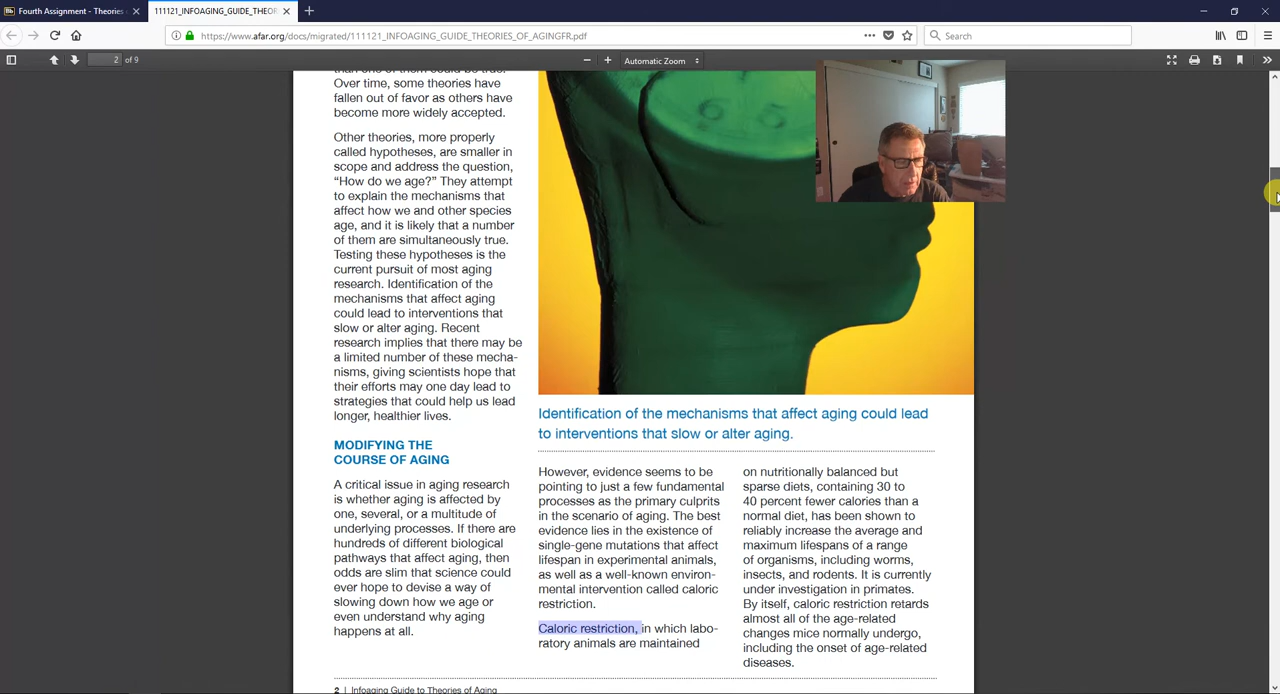 Fourth Assignment - Theories o
111121_INFOAGING_GUIDE_THEOR
https://www.afar.org/docs/migrated/111121_INFOAGING_GUIDE_THEORIES_OF_AGINGFR.pdf
Search
2 of 9
Automatic Zoom
than one of them could be true.
Over time, some theories have
fallen out of favor as others have
become more widely accepted.
Other theories, more properly
called hypotheses, are smaller in
scope and address the question,
“How do we age?” They attempt
to explain the mechanisms that
affect how we and other species
age, and it is likely that a number
of them are simultaneously true.
Testing these hypotheses is the
current pursuit of most aging
research. Identification of the
mechanisms that affect aging
could lead to interventions that
slow or alter aging. Recent
research implies that there may be
a limited number of these mecha-
nisms, giving scientists hope that
their efforts may one day lead to
strategies that could help us lead
longer, healthier lives.
MODIFYING THE
COURSE OF AGING
A critical issue in aging research
is whether aging is affected by
one, several, or a multitude of
underlying processes. If there are
hundreds of different biological
pathways that affect aging, then
odds are slim that science could
ever hope to devise a way of
slowing down how we age or
even understand why aging
happens at all.
Identification of the mechanisms that affect aging could lead
to interventions that slow or alter aging.
However, evidence seems to be
pointing to just a few fundamental
processes as the primary culprits
in the scenario of aging. The best
evidence lies in the existence of
single-gene mutations that affect
lifespan in experimental animals,
as well as a well-known environ-
mental intervention called caloric
restriction.
Caloric restriction, in which labo-
ratory animals are maintained
on nutritionally balanced but
sparse diets, containing 30 to
40 percent fewer calories than a
normal diet, has been shown to
reliably increase the average and
maximum lifespans of a range
of organisms, including worms,
insects, and rodents. It is currently
under investigation in primates.
By itself, caloric restriction retards
almost all of the age-related
changes mice normally undergo,
including the onset of age-related
diseases.
2 | Infoaging Guide to Theories of Aging